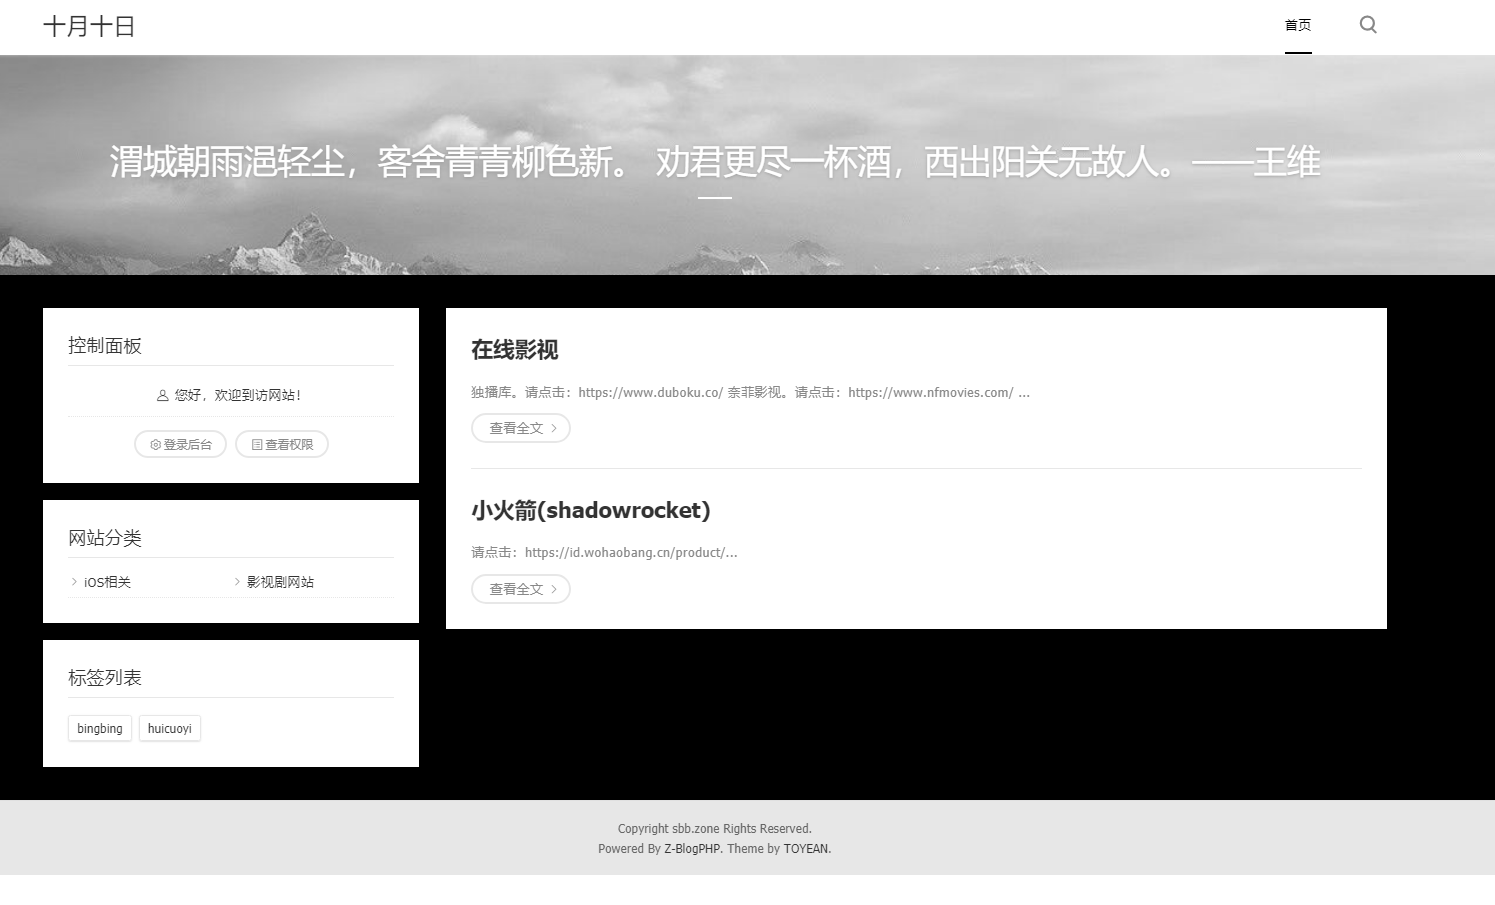 十月十日
首页
渭城朝雨浥轻尘，客舍青青柳色新。 劝君更尽一杯酒，西出阳关无故人。——王维
控制面板
您好，欢迎到访网站！
登录后台 查看权限
网站分类
iOS相关 影视剧网站
标签列表
bingbing huicuoyi
在线影视
独播库。请点击：https://www.duboku.co/ 奈菲影视。请点击：https://www.nfmovies.com/ ...
查看全文
小火箭(shadowrocket)
请点击：https://id.wohaobang.cn/product/...
查看全文
Copyright sbb.zone Rights Reserved.
Powered By Z-BlogPHP. Theme by TOYEAN.